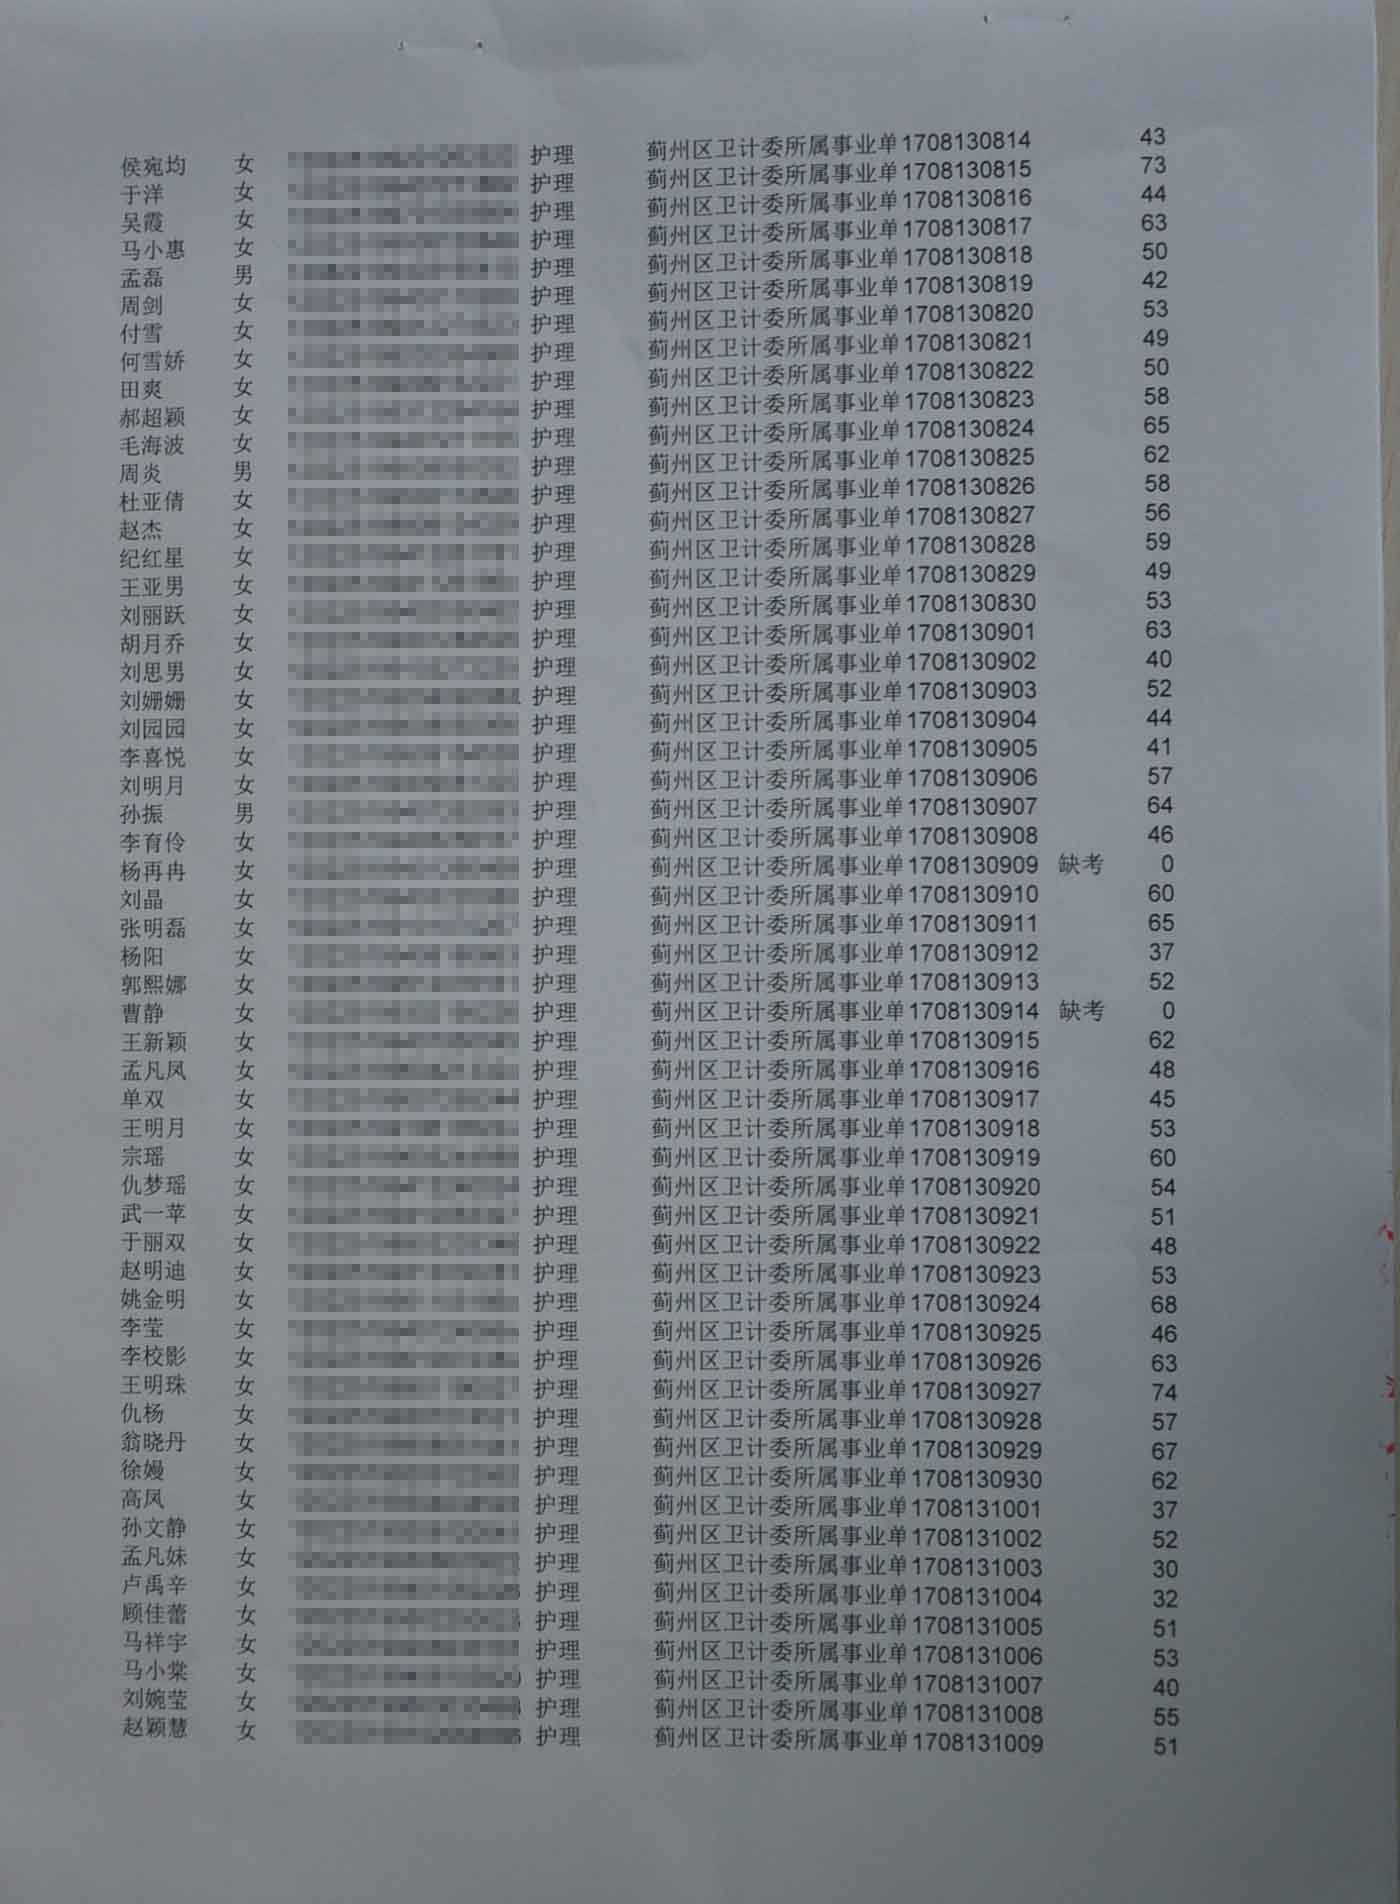 侯宛均 女 护理 蓟州区卫计委所属事业单1708130814 43
于洋 女 护理 蓟州区卫计委所属事业单1708130815 73
吴霞 女 护理 蓟州区卫计委所属事业单1708130816 44
马小惠 女 护理 蓟州区卫计委所属事业单1708130817 63
孟磊 男 护理 蓟州区卫计委所属事业单1708130818 50
周剑 女 护理 蓟州区卫计委所属事业单1708130819 42
付雪 女 护理 蓟州区卫计委所属事业单1708130820 53
何雪娇 女 护理 蓟州区卫计委所属事业单1708130821 49
田爽 女 护理 蓟州区卫计委所属事业单1708130822 50
郝超颖 女 护理 蓟州区卫计委所属事业单1708130823 58
毛海波 女 护理 蓟州区卫计委所属事业单1708130824 65
周炎 男 护理 蓟州区卫计委所属事业单1708130825 62
杜亚倩 女 护理 蓟州区卫计委所属事业单1708130826 58
赵杰 女 护理 蓟州区卫计委所属事业单1708130827 56
纪红星 女 护理 蓟州区卫计委所属事业单1708130828 59
王亚男 女 护理 蓟州区卫计委所属事业单1708130829 49
刘丽跃 女 护理 蓟州区卫计委所属事业单1708130830 53
胡月乔 女 护理 蓟州区卫计委所属事业单1708130901 63
刘思男 女 护理 蓟州区卫计委所属事业单1708130902 40
刘姗姗 女 护理 蓟州区卫计委所属事业单1708130903 52
刘园园 女 护理 蓟州区卫计委所属事业单1708130904 44
李喜悦 女 护理 蓟州区卫计委所属事业单1708130905 41
刘明月 女 护理 蓟州区卫计委所属事业单1708130906 57
孙振 男 护理 蓟州区卫计委所属事业单1708130907 64
李育伶 女 护理 蓟州区卫计委所属事业单1708130908 46
杨再冉 女 护理 蓟州区卫计委所属事业单1708130909 缺考 0
刘晶 女 护理 蓟州区卫计委所属事业单1708130910 60
张明磊 女 护理 蓟州区卫计委所属事业单1708130911 65
杨阳 女 护理 蓟州区卫计委所属事业单1708130912 37
郭熙娜 女 护理 蓟州区卫计委所属事业单1708130913 52
曹静 女 护理 蓟州区卫计委所属事业单1708130914 缺考 0
王新颖 女 护理 蓟州区卫计委所属事业单1708130915 62
孟凡凤 女 护理 蓟州区卫计委所属事业单1708130916 48
单双 女 护理 蓟州区卫计委所属事业单1708130917 45
王明月 女 护理 蓟州区卫计委所属事业单1708130918 53
宗瑶 女 护理 蓟州区卫计委所属事业单1708130919 60
仇梦瑶 女 护理 蓟州区卫计委所属事业单1708130920 54
武一苹 女 护理 蓟州区卫计委所属事业单1708130921 51
于丽双 女 护理 蓟州区卫计委所属事业单1708130922 48
赵明迪 女 护理 蓟州区卫计委所属事业单1708130923 53
姚金明 女 护理 蓟州区卫计委所属事业单1708130924 68
李莹 女 护理 蓟州区卫计委所属事业单1708130925 46
李校影 女 护理 蓟州区卫计委所属事业单1708130926 63
王明珠 女 护理 蓟州区卫计委所属事业单1708130927 74
仇杨 女 护理 蓟州区卫计委所属事业单1708130928 57
翁晓丹 女 护理 蓟州区卫计委所属事业单1708130929 67
徐嫚 女 护理 蓟州区卫计委所属事业单1708130930 62
高凤 女 护理 蓟州区卫计委所属事业单1708131001 37
孙文静 女 护理 蓟州区卫计委所属事业单1708131002 52
孟凡妹 女 护理 蓟州区卫计委所属事业单1708131003 30
卢禹辛 女 护理 蓟州区卫计委所属事业单1708131004 32
顾佳蕾 女 护理 蓟州区卫计委所属事业单1708131005 51
马祥宇 女 护理 蓟州区卫计委所属事业单1708131006 53
马小棠 女 护理 蓟州区卫计委所属事业单1708131007 40
刘婉莹 女 护理 蓟州区卫计委所属事业单1708131008 55
赵颖慧 女 护理 蓟州区卫计委所属事业单1708131009 51